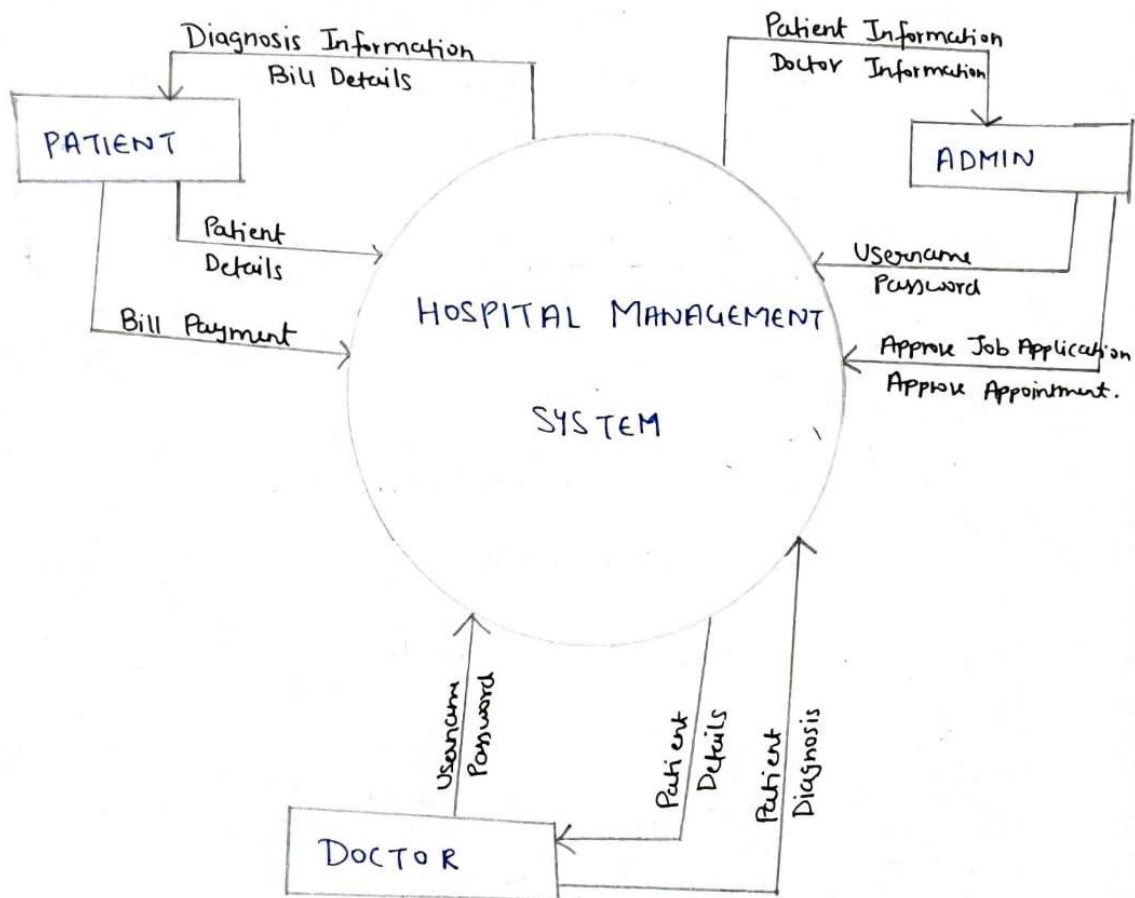 Diagnosis Information
Bill Details
PATIENT
Patient
Details
Bill Payment
Patient Information
Doctor Information
ADMIN
Username
Password
Approve Job Application
Approve Appointment.
HOSPITAL MANAGEMENT
SYSTEM
Username
Password
Patient
Details
Patient
Diagnosis
DOCTOR